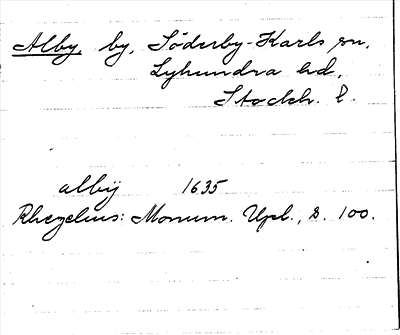 Alby, by, Söderby-Karls sn,
Lyhundra hd,
Stockh. l.
albÿ 1635
Rhezelius: Monum. Upl., s. 100.